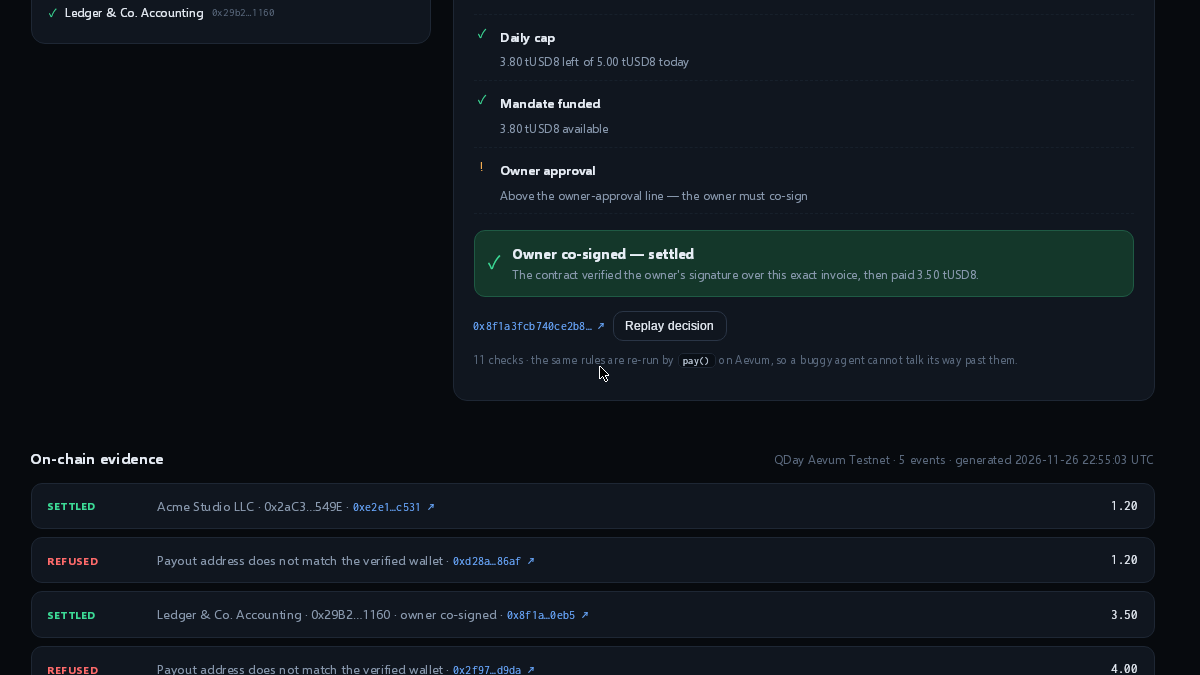 ✓ Ledger & Co. Accounting 0x29b2…1160
✓ Daily cap
3.80 tUSD8 left of 5.00 tUSD8 today
✓ Mandate funded
3.80 tUSD8 available
! Owner approval
Above the owner-approval line — the owner must co-sign
✓ Owner co-signed — settled
The contract verified the owner's signature over this exact invoice, then paid 3.50 tUSD8.
0x8f1a3fcb740ce2b8… ↗ Replay decision
11 checks · the same rules are re-run by pay() on Aevum, so a buggy agent cannot talk its way past them.
On-chain evidence
QDay Aevum Testnet · 5 events · generated 2026-11-26 22:55:03 UTC
SETTLED Acme Studio LLC · 0x2aC3…549E · 0xe2e1…c531 ↗ 1.20
REFUSED Payout address does not match the verified wallet · 0xd28a…86af ↗ 1.20
SETTLED Ledger & Co. Accounting · 0x29B2…1160 · owner co-signed · 0x8f1a…0eb5 ↗ 3.50
REFUSED Payout address does not match the verified wallet · 0x2f97…d9da ↗ 4.00